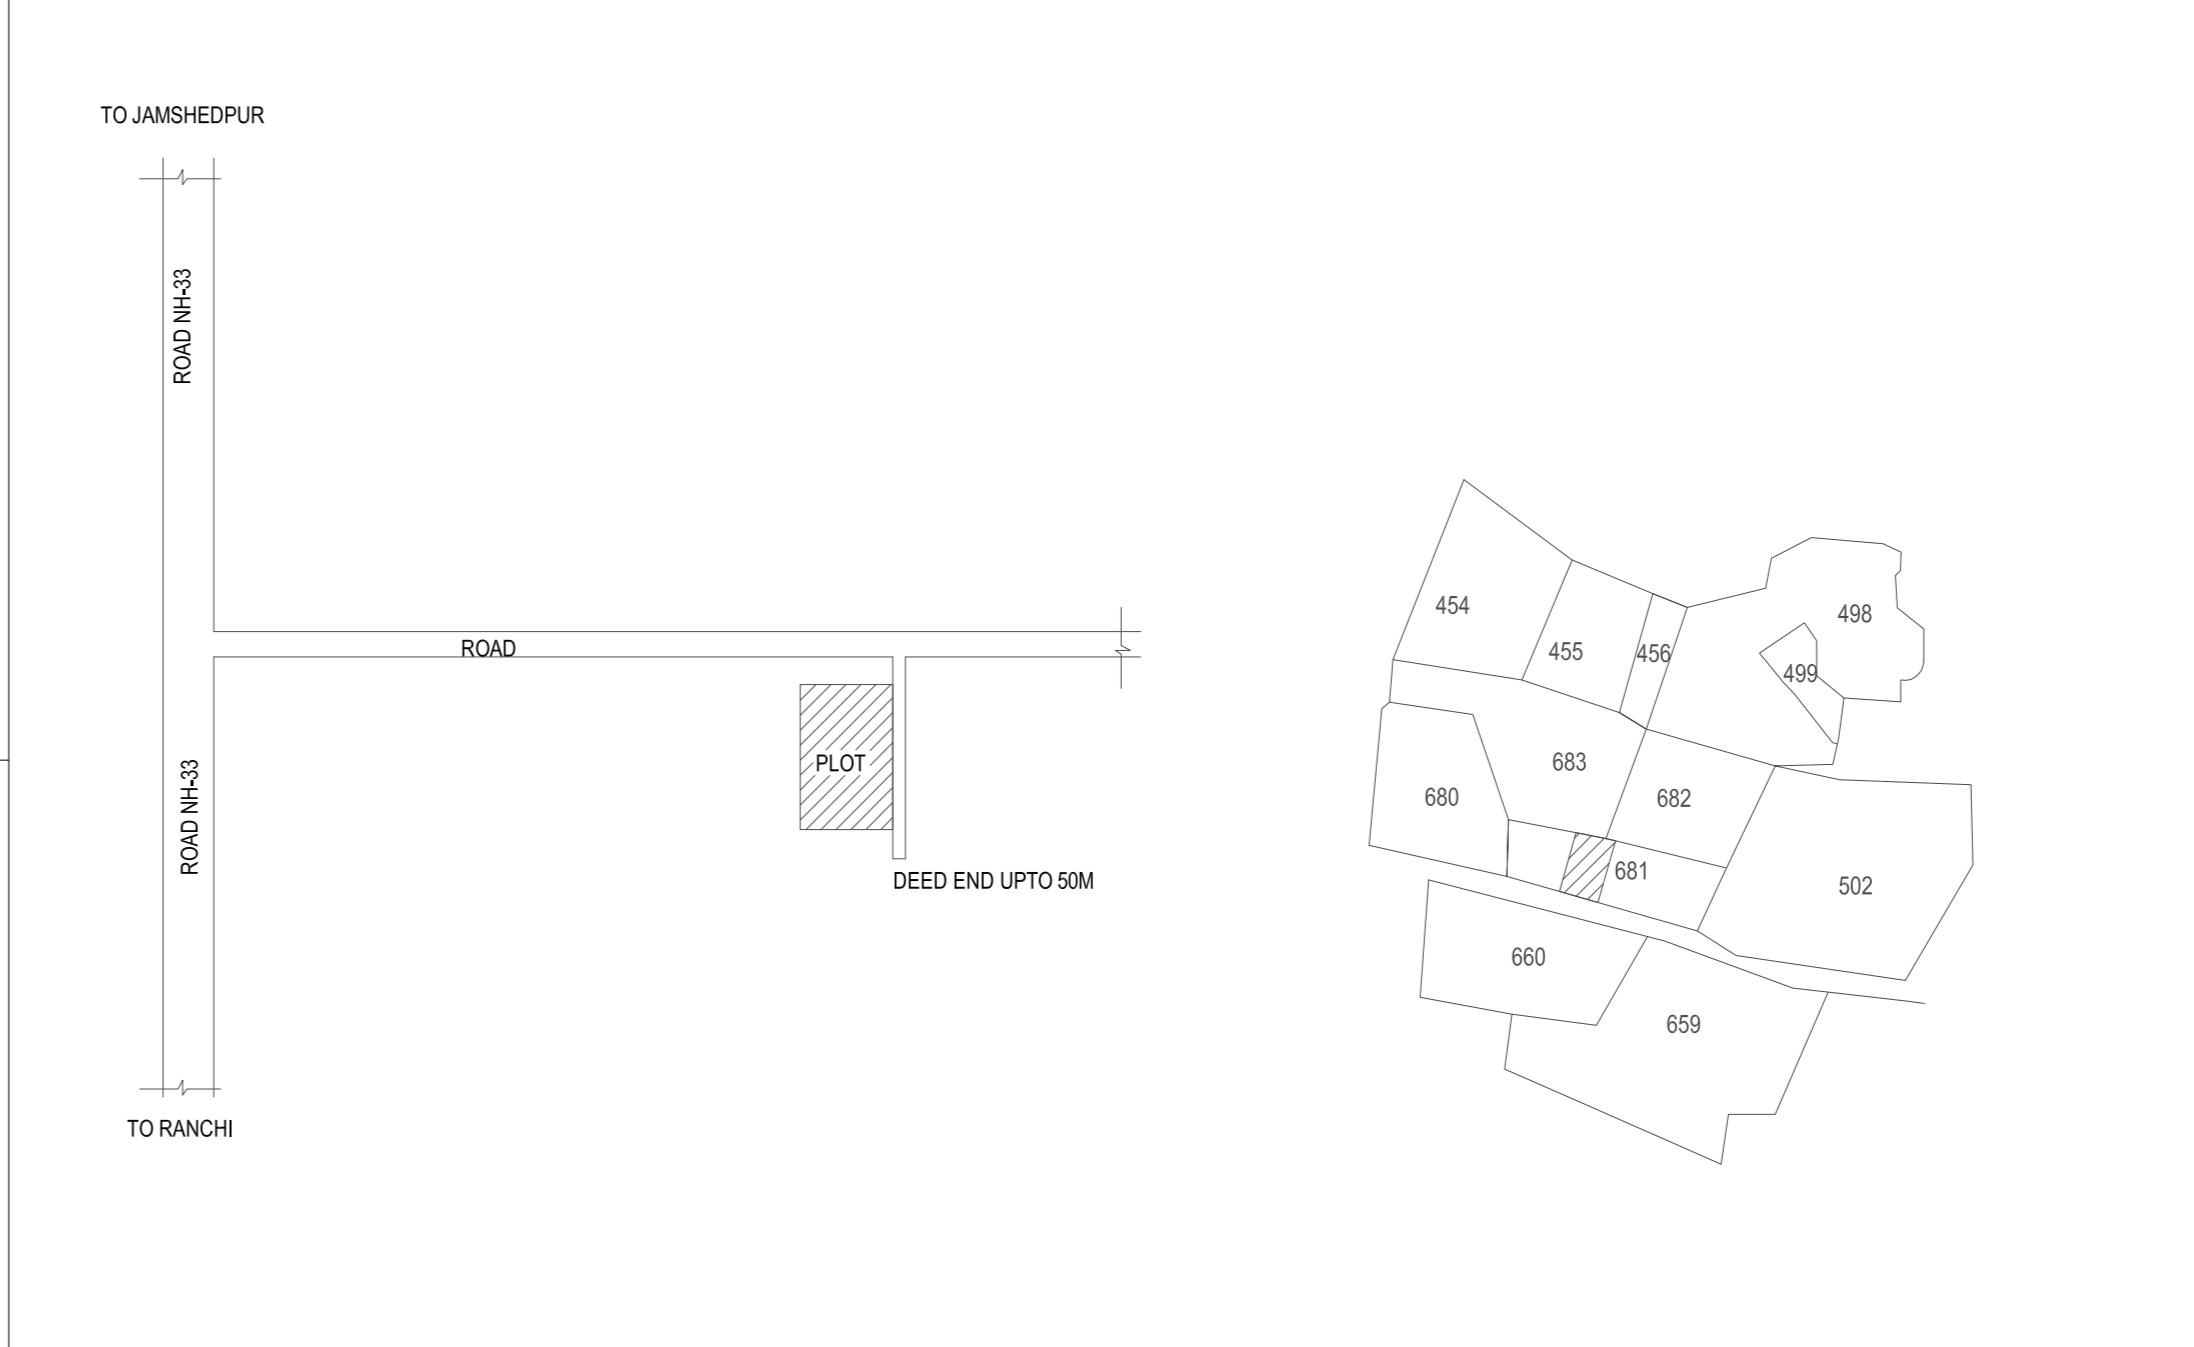 TO JAMSHEDPUR
ROAD NH-33
ROAD
PLOT
ROAD NH-33
DEED END UPTO 50M
TO RANCHI
454
455
456
498
499
683
680
682
681
502
660
659